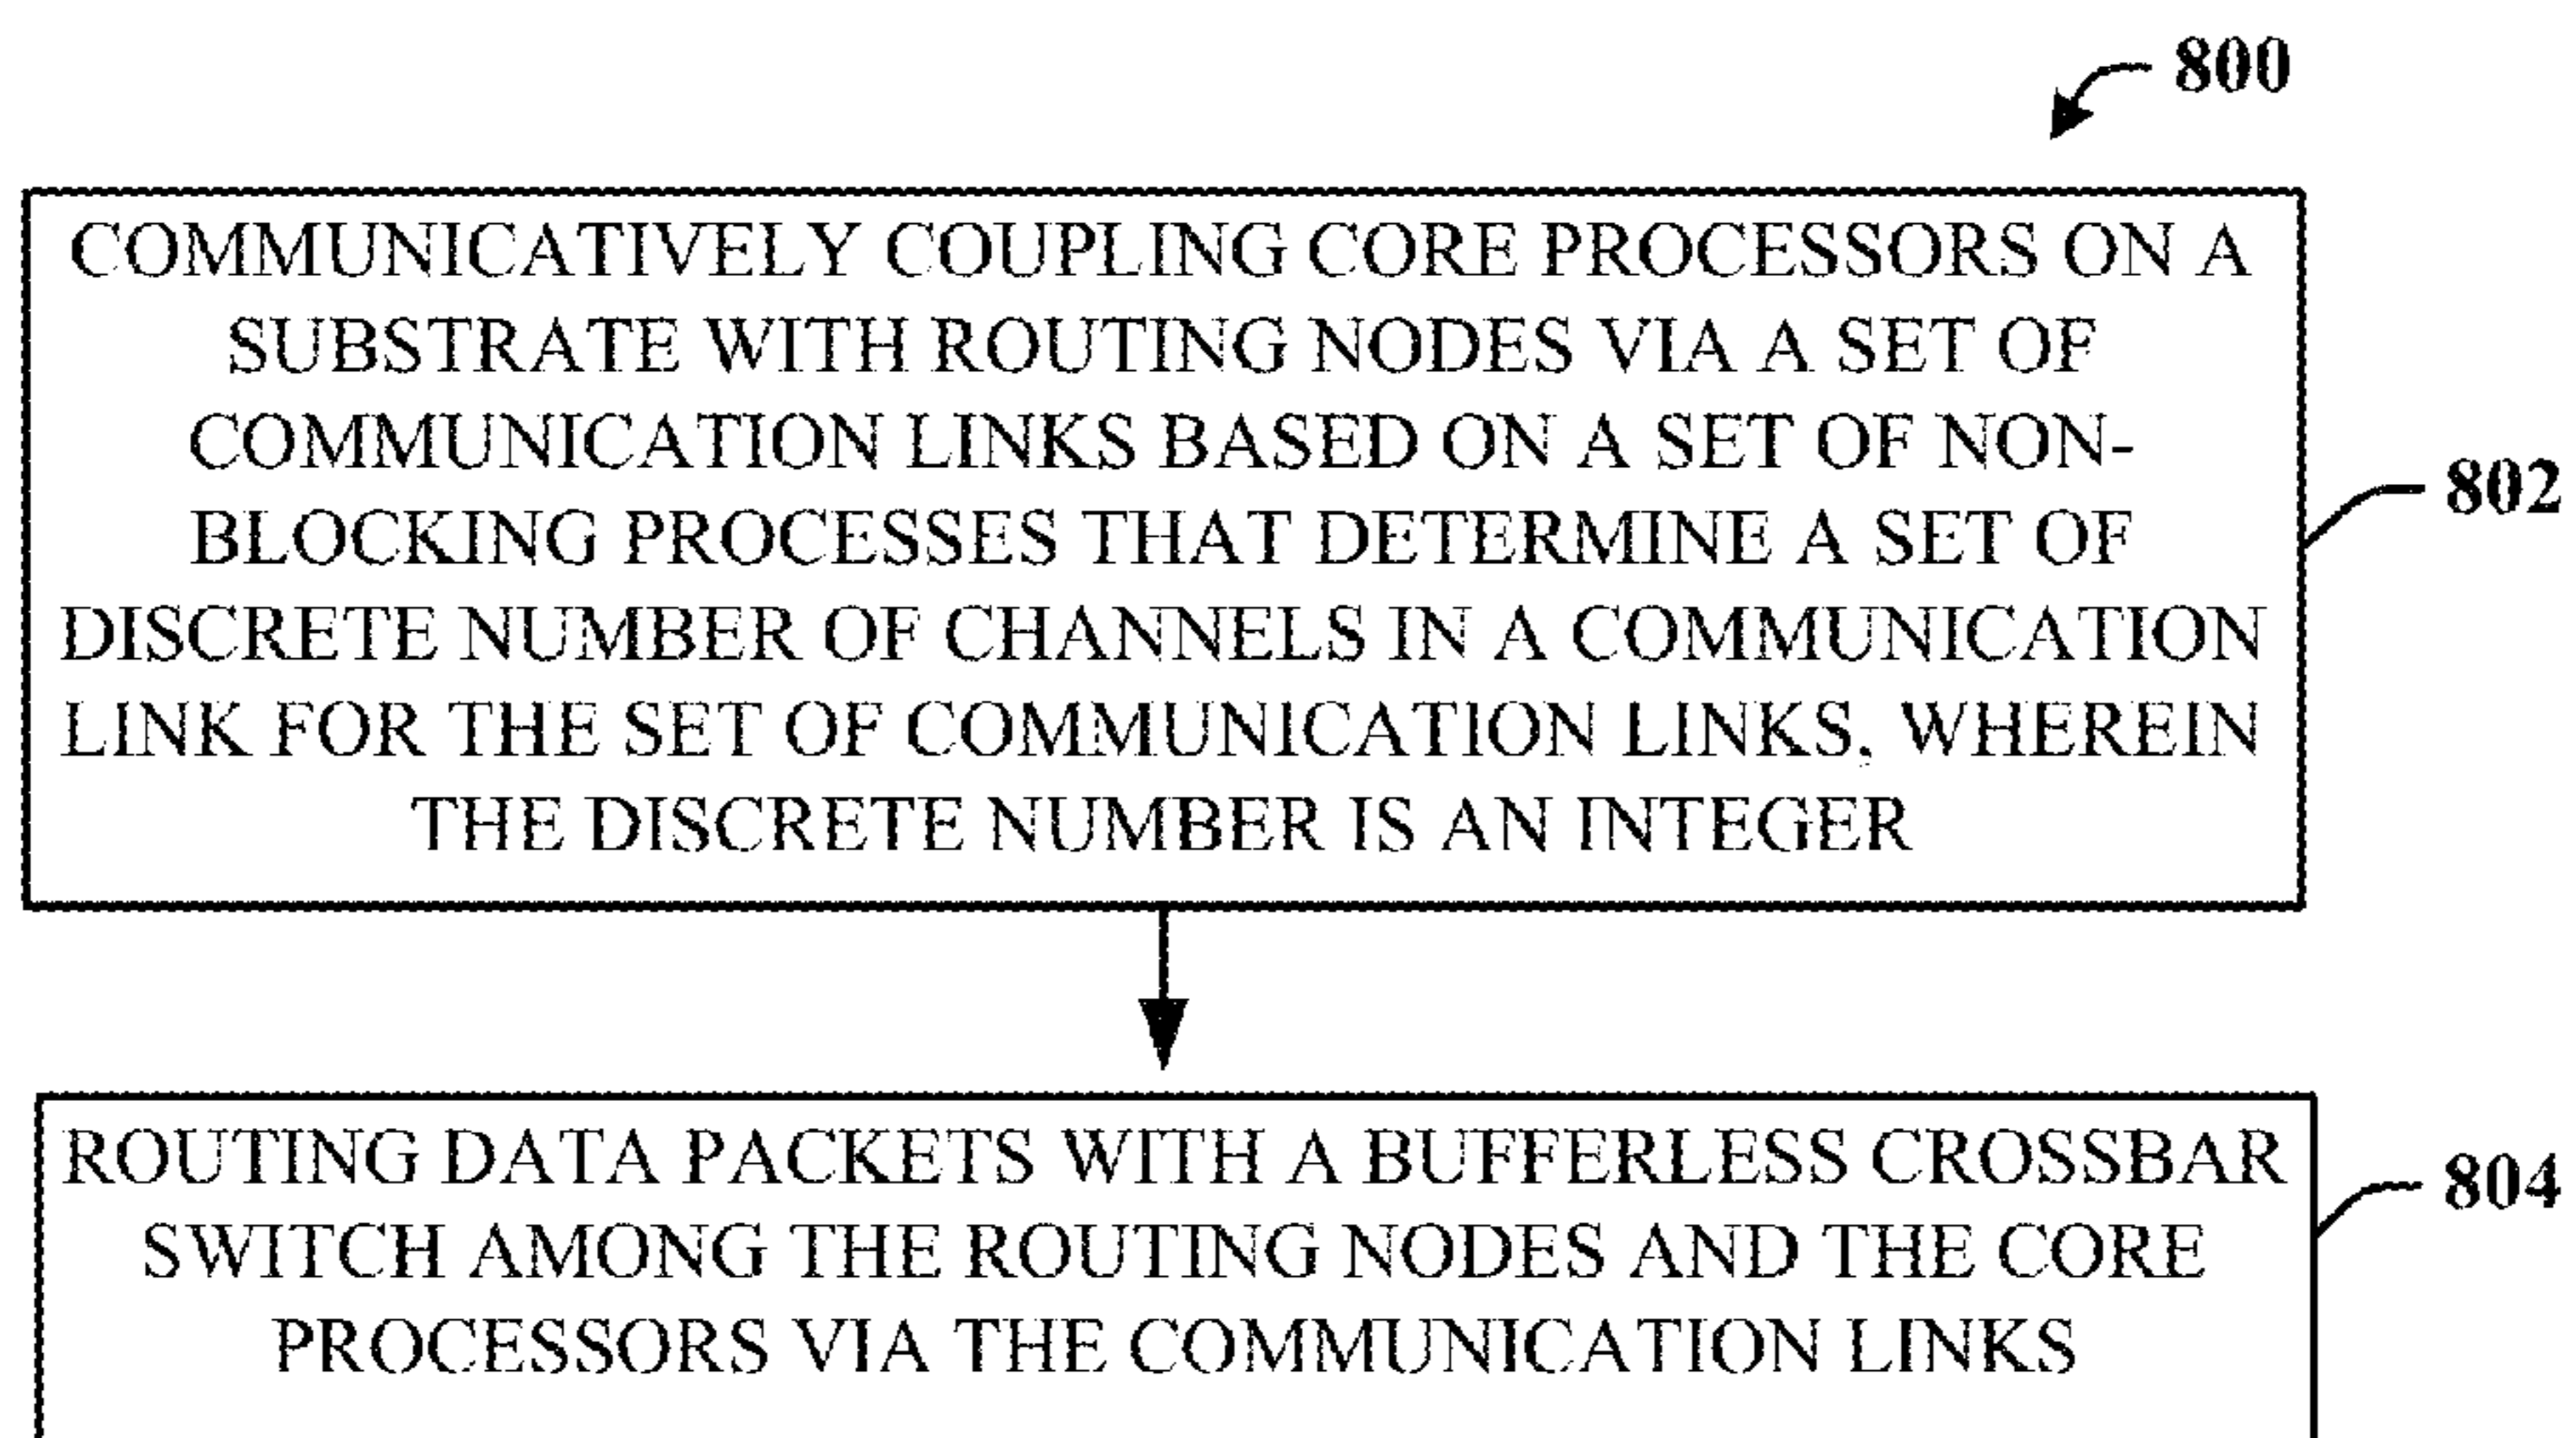 800
COMMUNICATIVELY COUPLING CORE PROCESSORS ON A
SUBSTRATE WITH ROUTING NODES VIA A SET OF
COMMUNICATION LINKS BASED ON A SET OF NON-
BLOCKING PROCESSES THAT DETERMINE A SET OF
DISCRETE NUMBER OF CHANNELS IN A COMMUNICATION
LINK FOR THE SET OF COMMUNICATION LINKS, WHEREIN
THE DISCRETE NUMBER IS AN INTEGER
802
ROUTING DATA PACKETS WITH A BUFFERLESS CROSSBAR
SWITCH AMONG THE ROUTING NODES AND THE CORE
PROCESSORS VIA THE COMMUNICATION LINKS
804